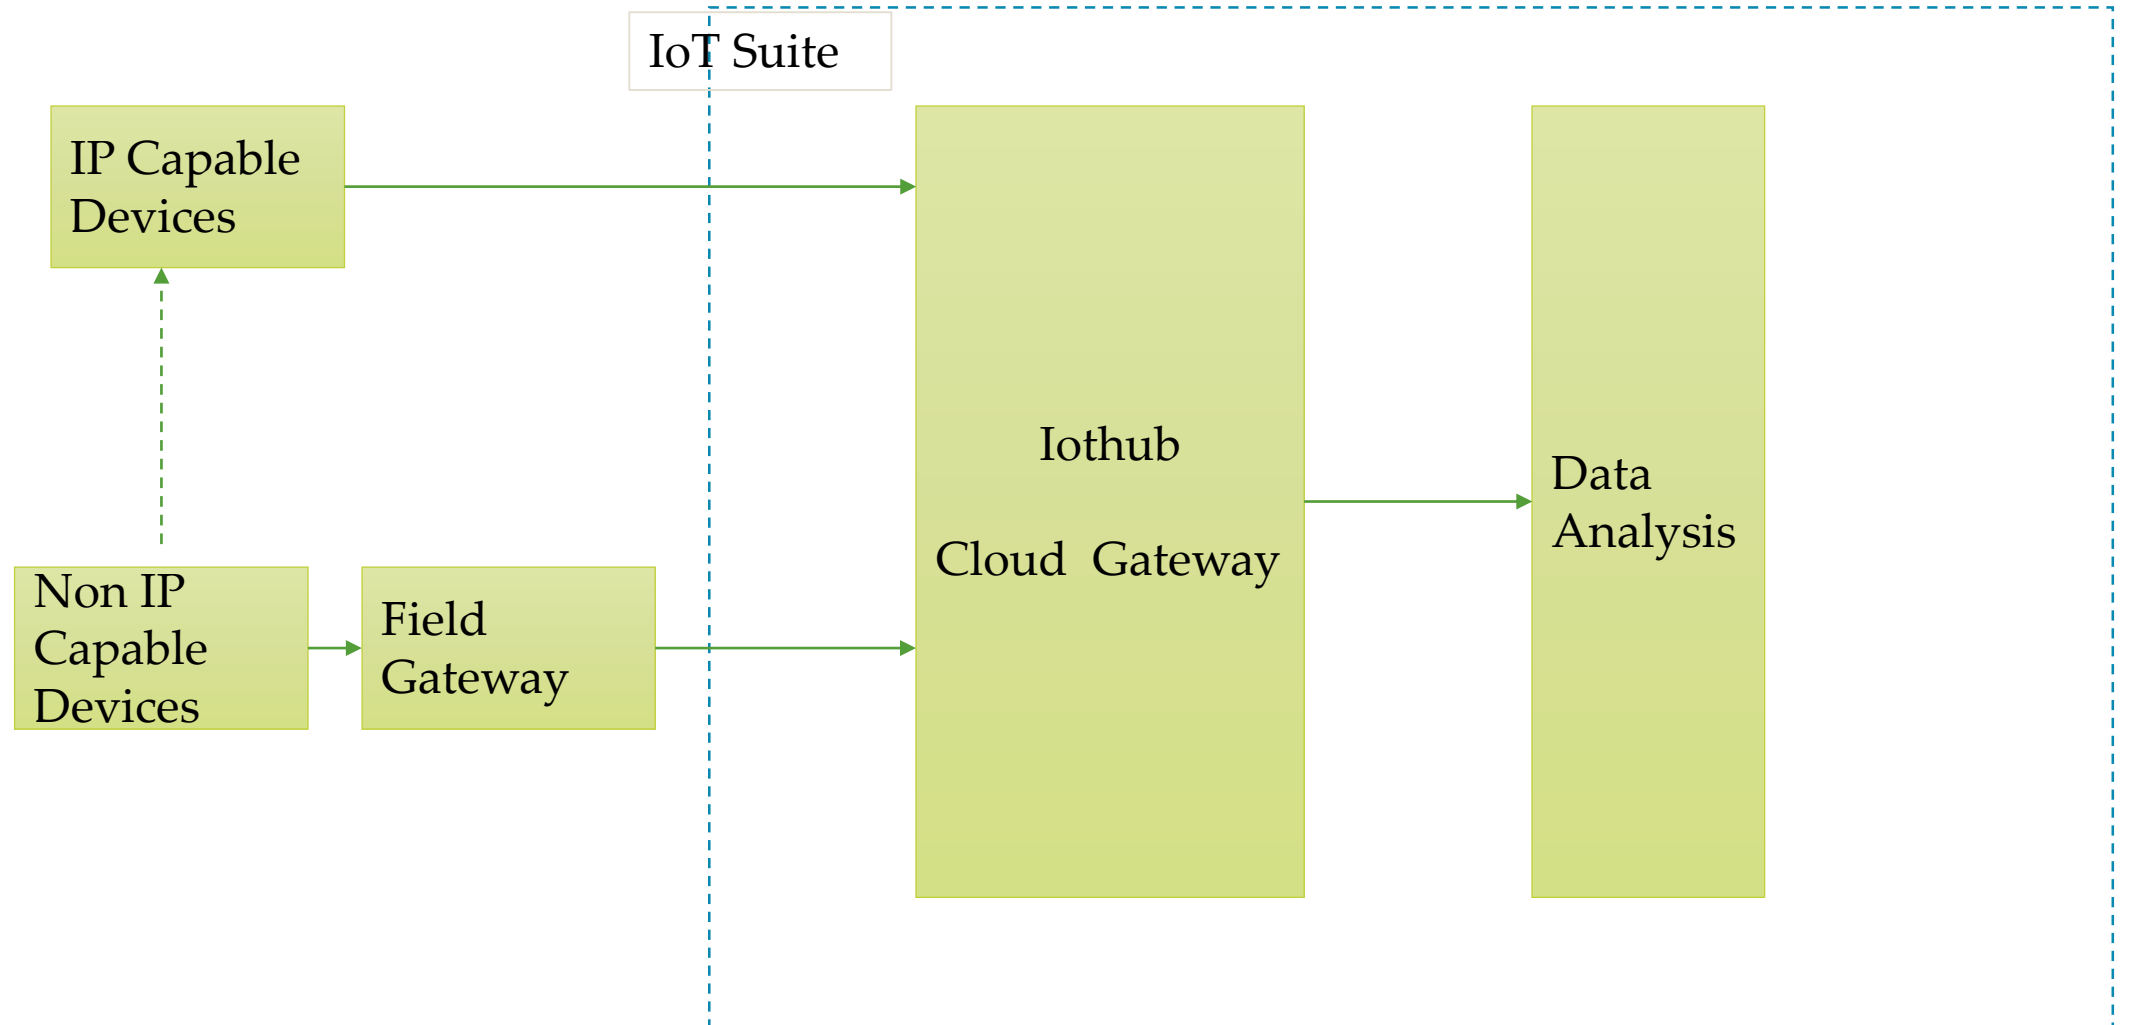 IoT Suite
IP Capable
Devices
Iothub
Cloud  Gateway
Data
Analysis
Non IP
Capable
Devices
Field
Gateway